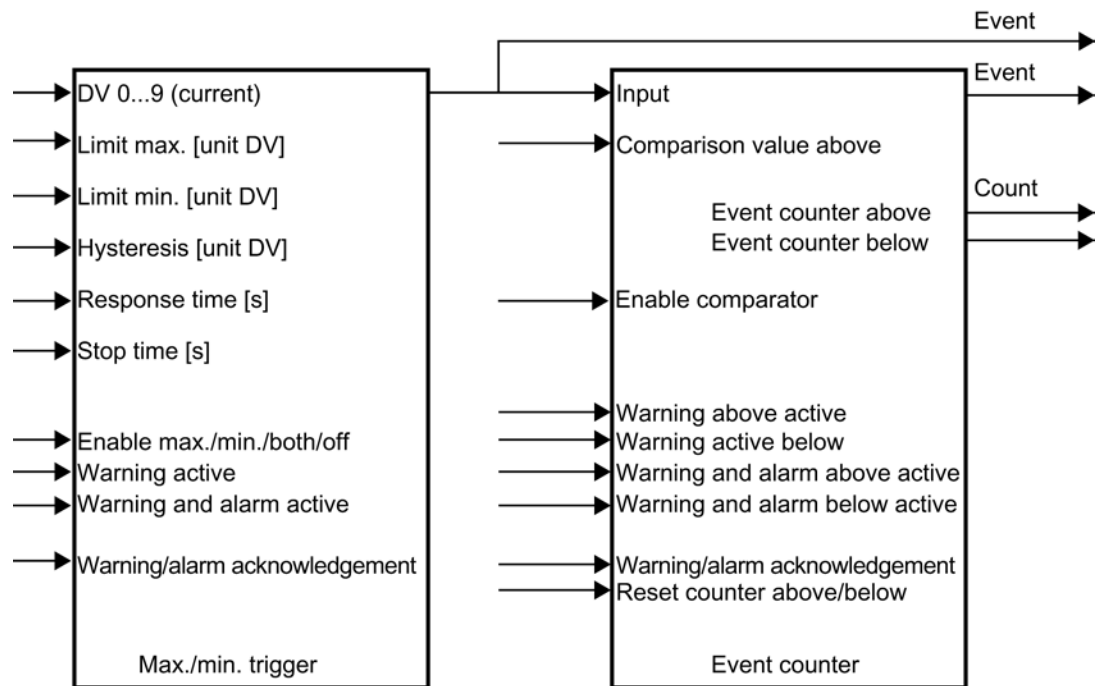 Event
Event
DV 0...9 (current)
Limit max. [unit DV]
Limit min. [unit DV]
Hysteresis [unit DV]
Response time [s]
Stop time [s]
Enable max./min./both/off
Warning active
Warning and alarm active
Warning/alarm acknowledgement
Max./min. trigger
Input
Comparison value above
Count
Event counter above
Event counter below
Enable comparator
Warning above active
Warning active below
Warning and alarm above active
Warning and alarm below active
Warning/alarm acknowledgement
Reset counter above/below
Event counter